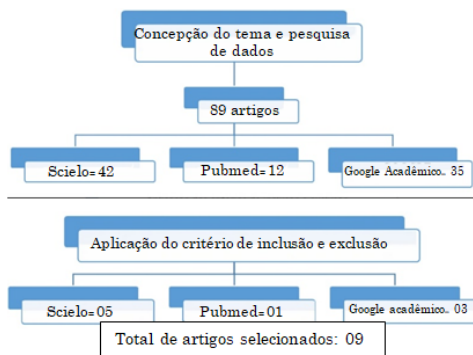 Concepção do tema e pesquisa
de dados
89 artigos
Scielo= 42
Pubmed= 12
Google Acadêmico.. 35
Aplicação do critério de inclusão e exclusão
Scielo= 05
Pubmed= 01
Google acadêmico.. 03
Total de artigos selecionados: 09